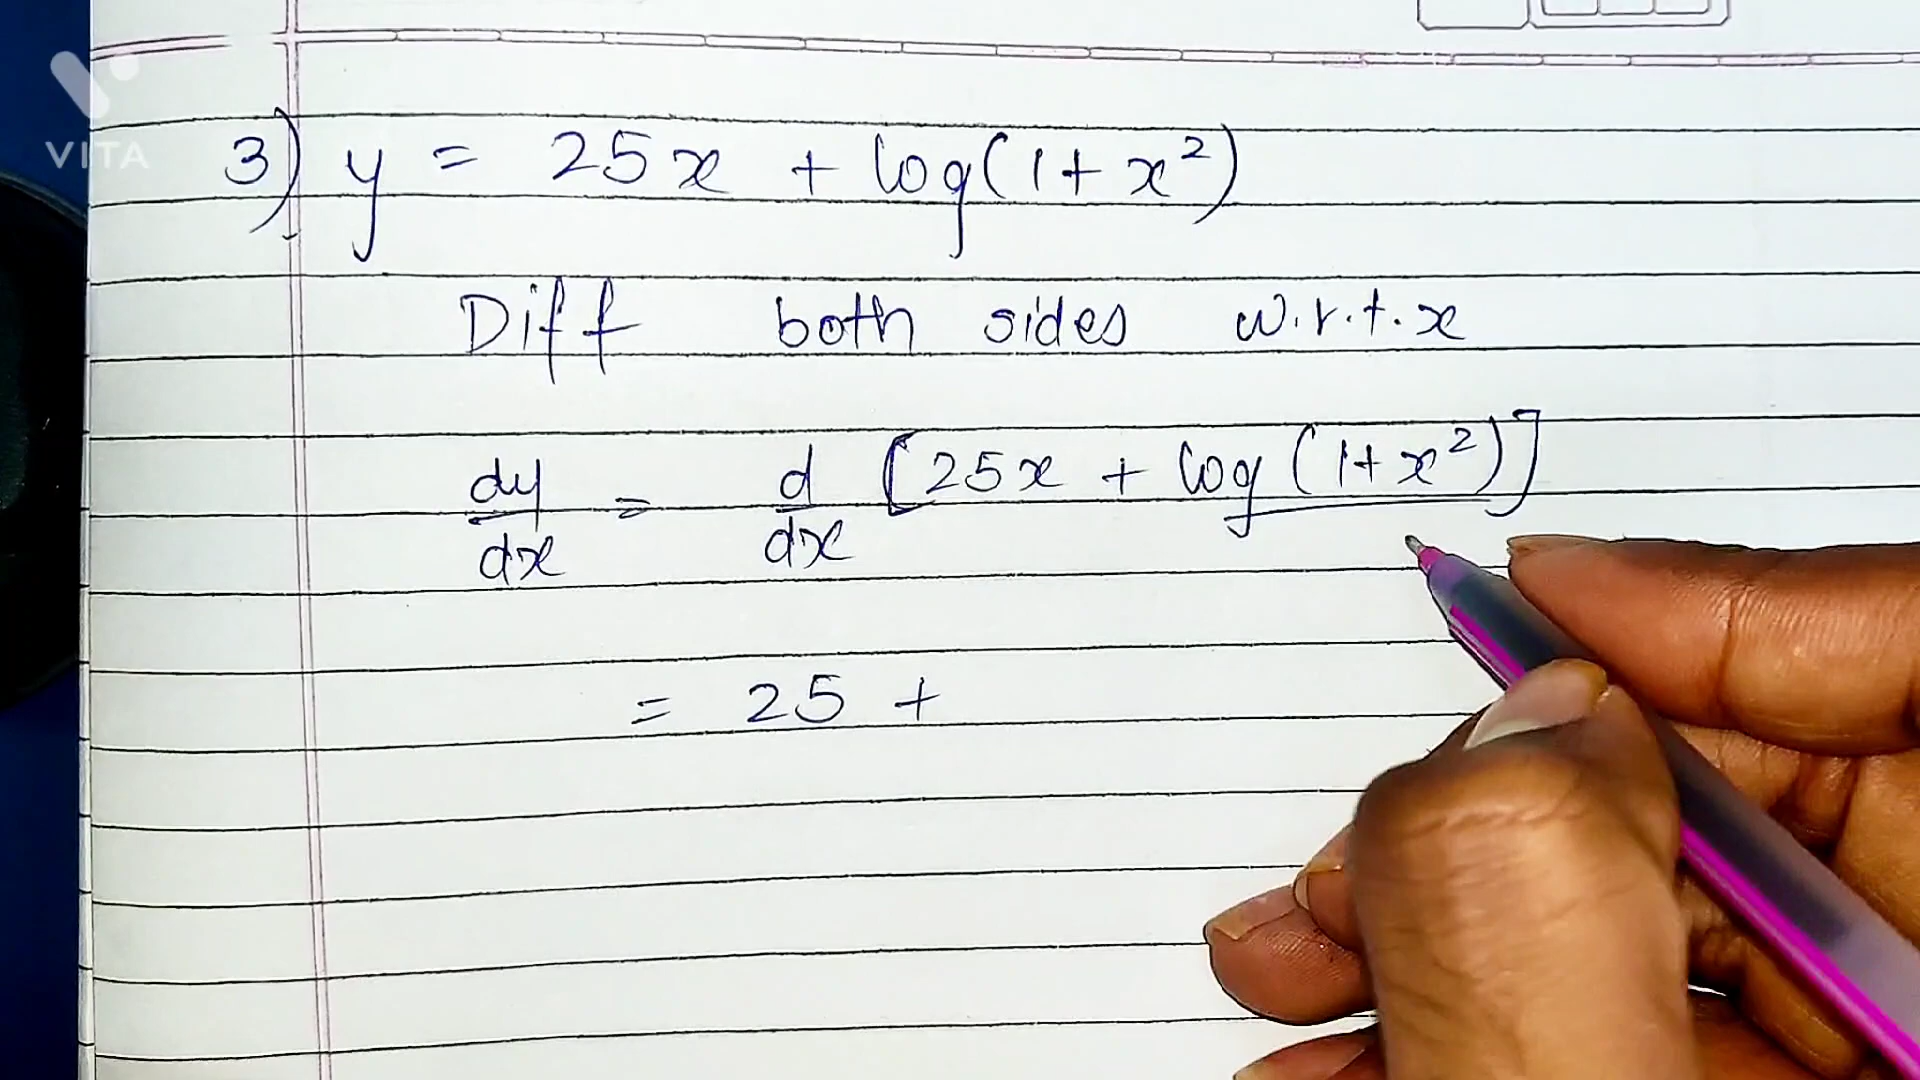 VITA
3) y = 25x + log(1+x²)
Diff both sides w.r.t.x
dy/dx = d/dx [25x + log(1+x²)]
= 25 +